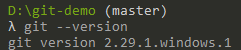 D:\git-demo (master)
λ git --version
git version 2.29.1.windows.1